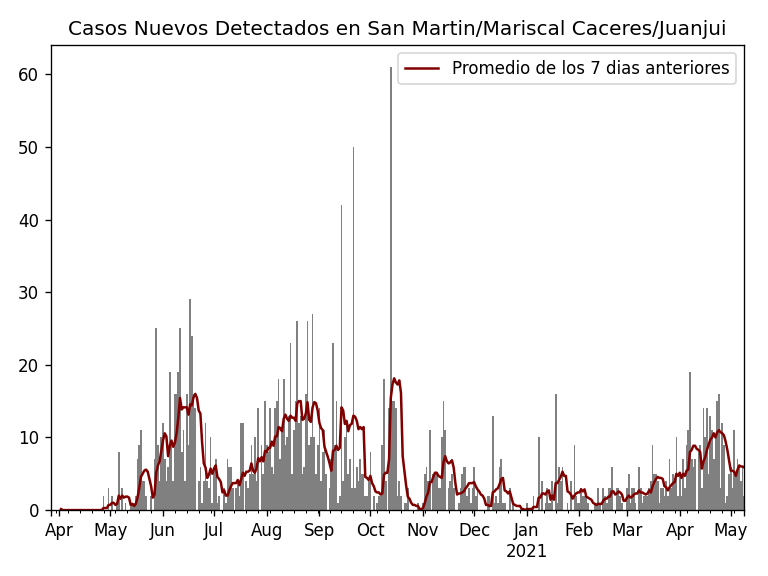 Casos Nuevos Detectados en San Martin/Mariscal Caceres/Juanjui
Promedio de los 7 dias anteriores
60
50
40
30
20
10
0
Apr May Jun Jul Aug Sep Oct Nov Dec Jan Feb Mar Apr May
2021